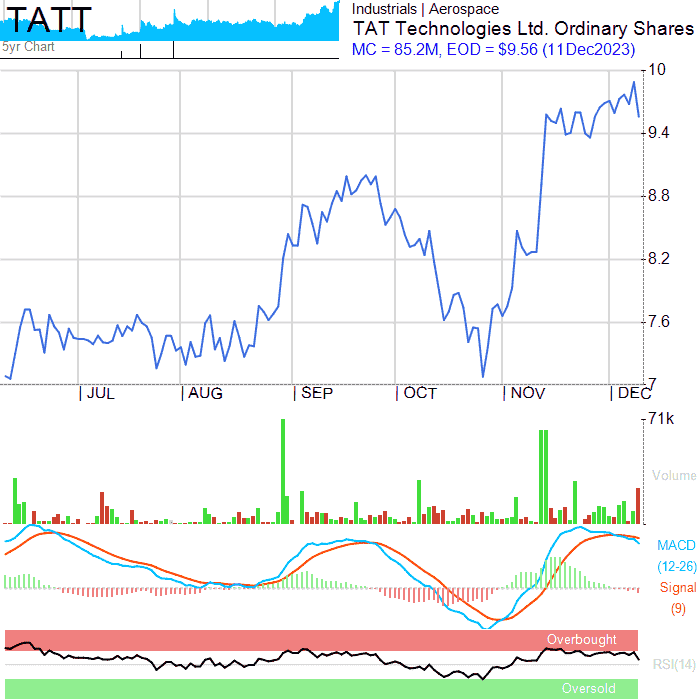 TATT
5yr Chart
Industrials | Aerospace
TAT Technologies Ltd. Ordinary Shares
MC = 85.2M, EOD = $9.56 (11Dec2023)
10
9.4
8.8
8.2
7.6
7
JUL
AUG
SEP
OCT
NOV
DEC
71k
Volume
MACD
(12-26)
Signal
(9)
Overbought
RSI(14)
Oversold